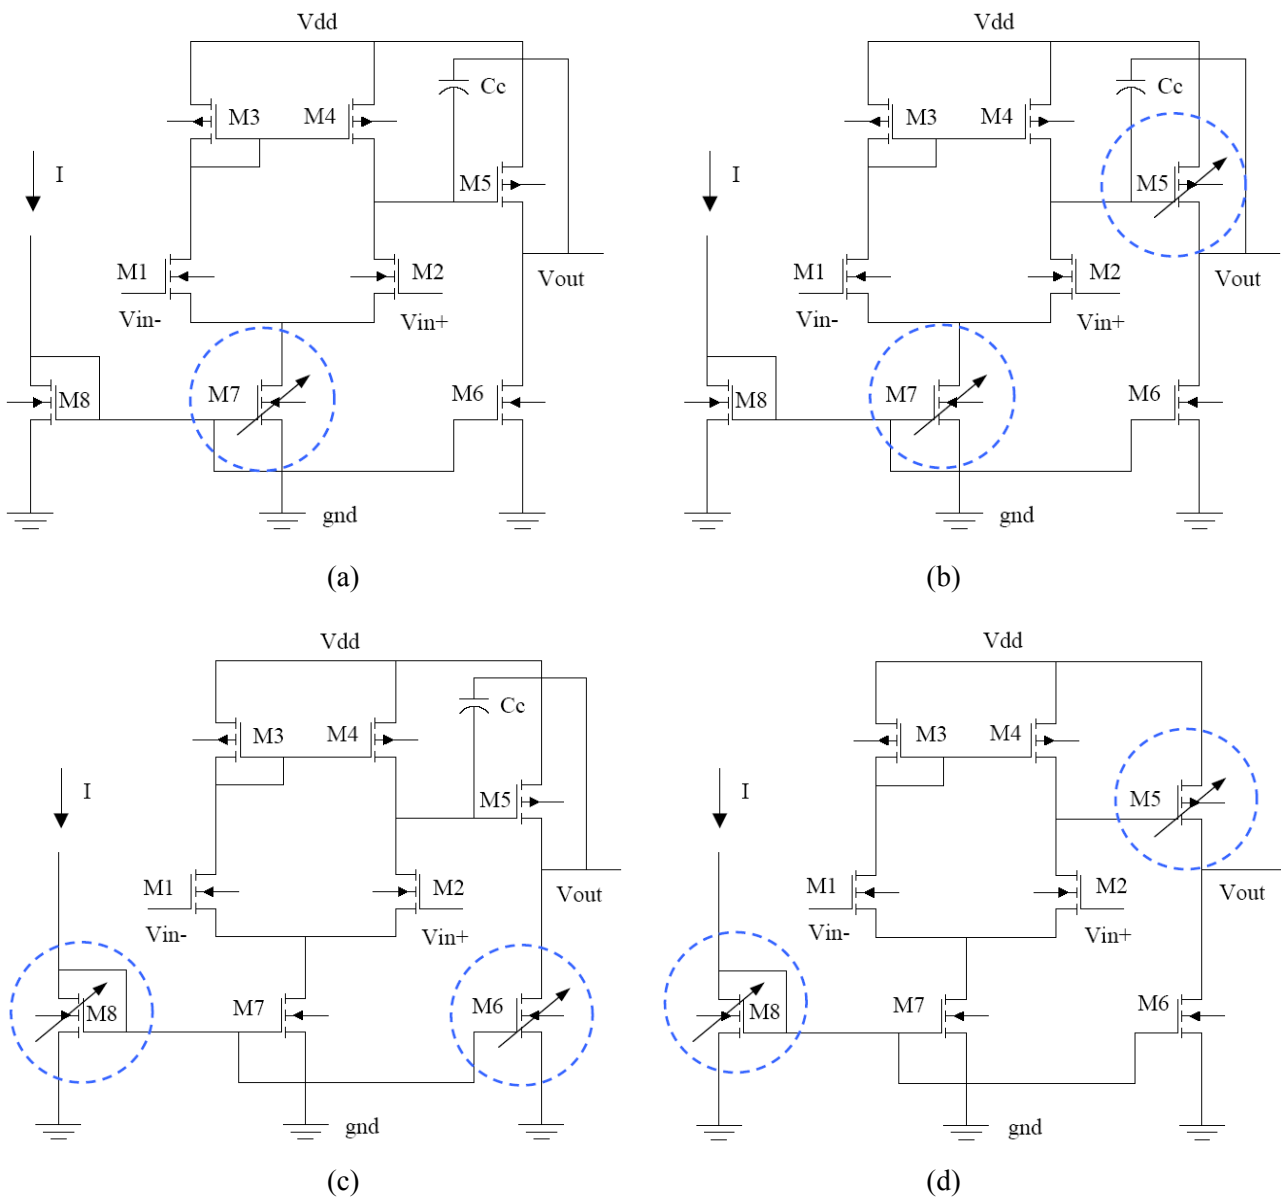 Vdd
Cc
M3 M4
I
M5
M1 M2
Vout
Vin- Vin+
M7 M6
M8
gnd
(a)
Vdd
Cc
M3 M4
I
M5
M1 M2
Vout
Vin- Vin+
M7 M6
M8
gnd
(b)
Vdd
Cc
M3 M4
I
M5
M1 M2
Vout
Vin- Vin+
M7 M6
M8
gnd
(c)
Vdd
M3 M4
I
M5
M1 M2
Vout
Vin- Vin+
M7 M6
M8
gnd
(d)